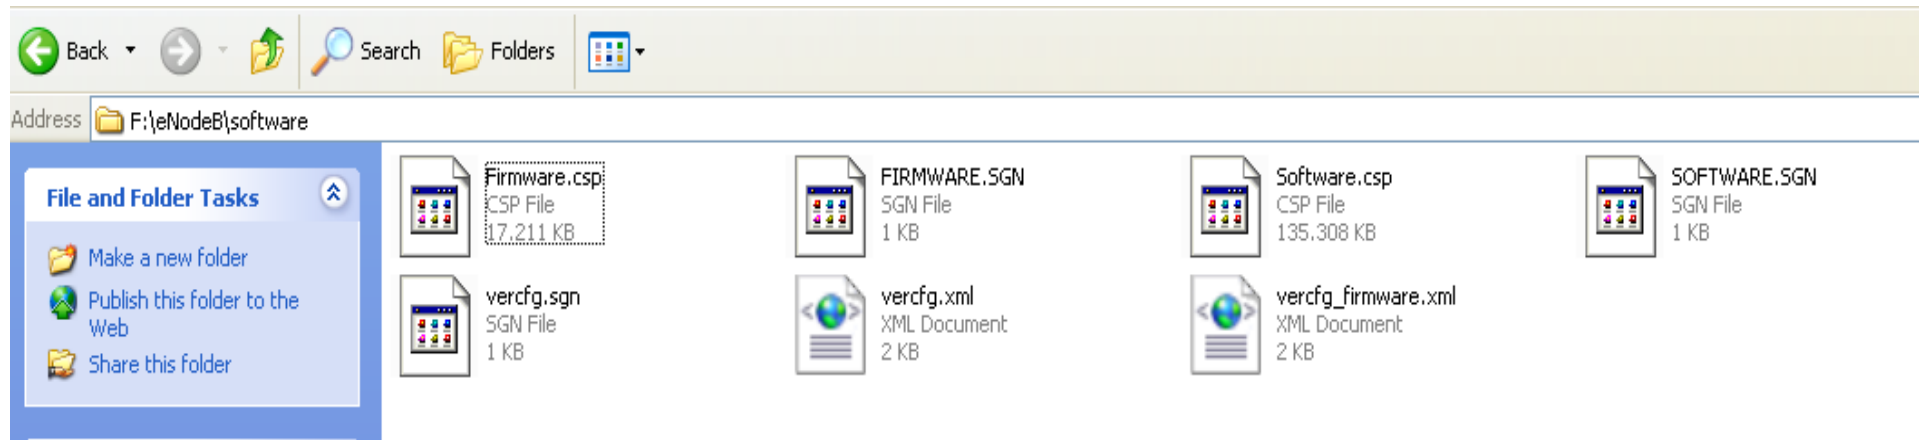 Back Search Folders
Address F:\eNodeB\software
File and Folder Tasks
Make a new folder
Publish this folder to the
Web
Share this folder
Firmware.csp
CSP File
17.211 KB
FIRMWARE.SGN
SGN File
1 KB
Software.csp
CSP File
135.308 KB
SOFTWARE.SGN
SGN File
1 KB
vercfg.sgn
SGN File
1 KB
vercfg.xml
XML Document
2 KB
vercfg_firmware.xml
XML Document
2 KB